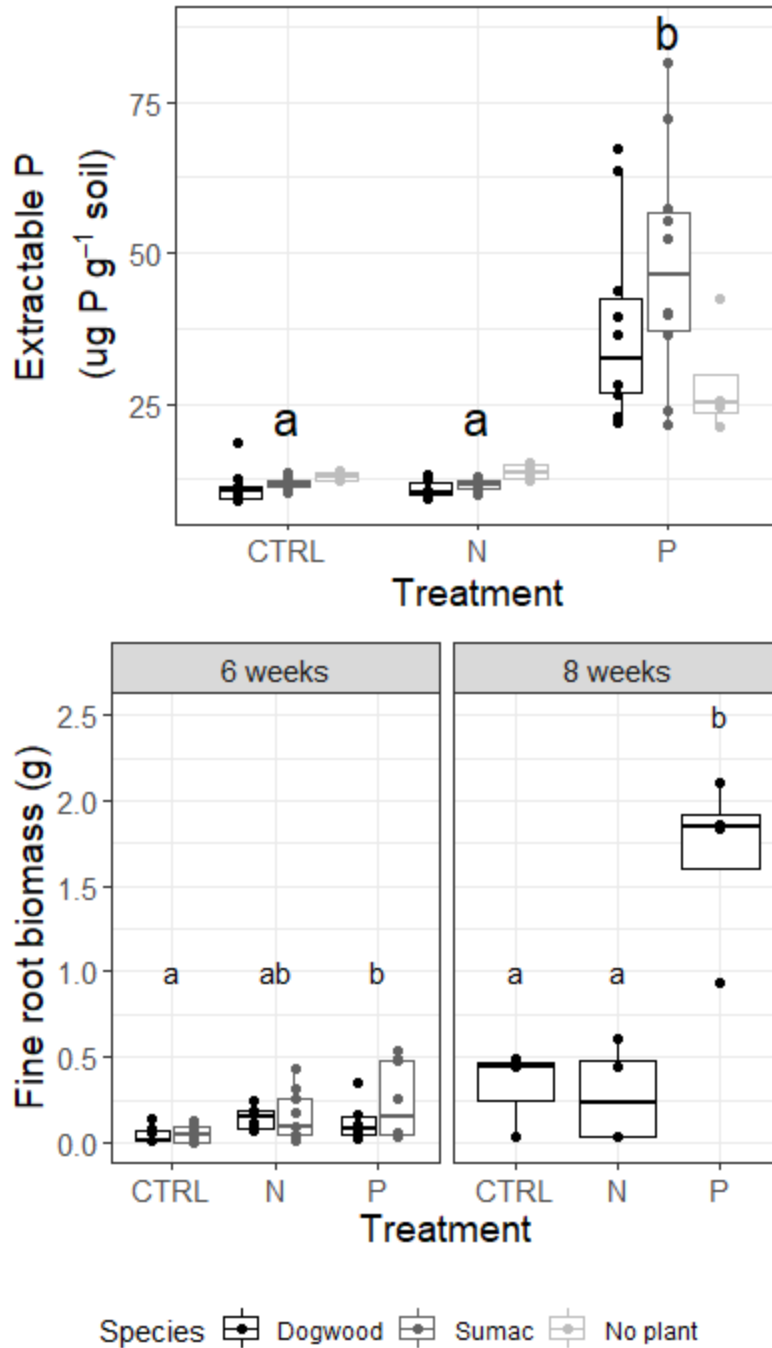 b
75
50
25
Extractable P
(ug P g⁻¹ soil)
a
a
CTRL N P
Treatment
6 weeks 8 weeks
2.5
2.0
1.5
1.0
0.5
0.0
Fine root biomass (g)
b
a ab b a a
CTRL N P CTRL N P
Treatment
Species Dogwood Sumac No plant